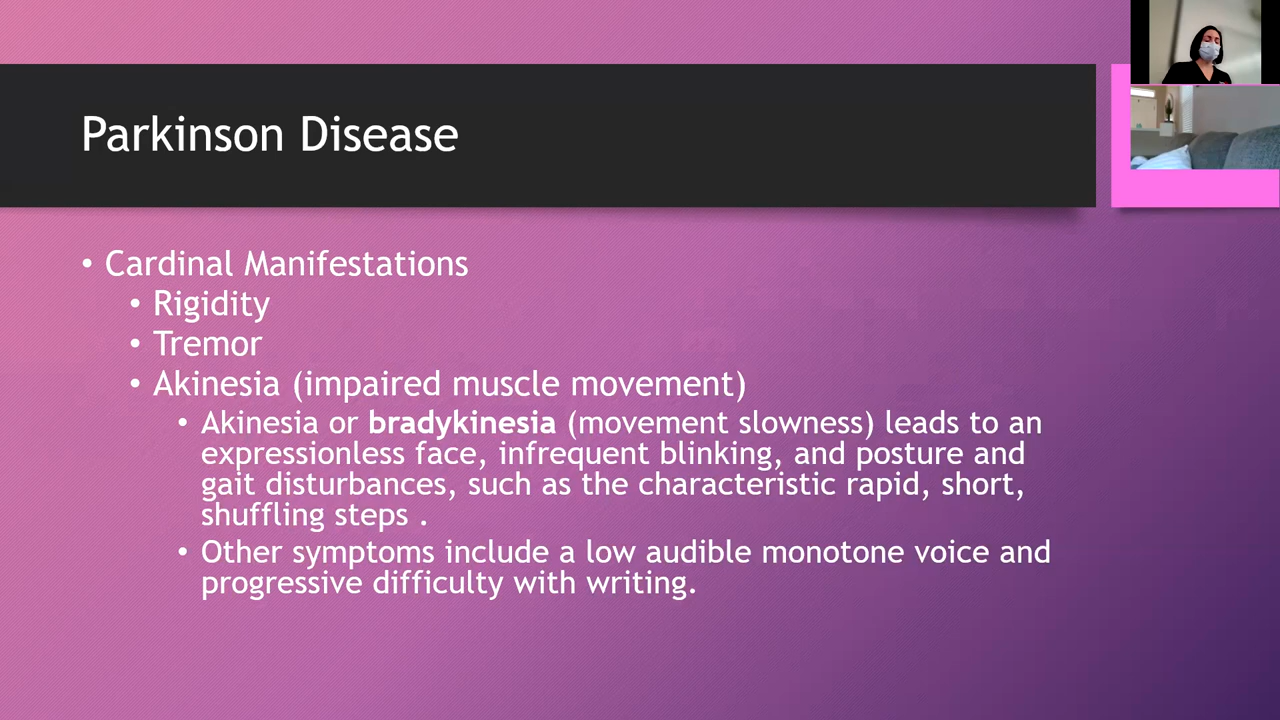 Parkinson Disease
• Cardinal Manifestations
• Rigidity
• Tremor
• Akinesia (impaired muscle movement)
• Akinesia or bradykinesia (movement slowness) leads to an
expressionless face, infrequent blinking, and posture and
gait disturbances, such as the characteristic rapid, short,
shuffling steps .
• Other symptoms include a low audible monotone voice and
progressive difficulty with writing.